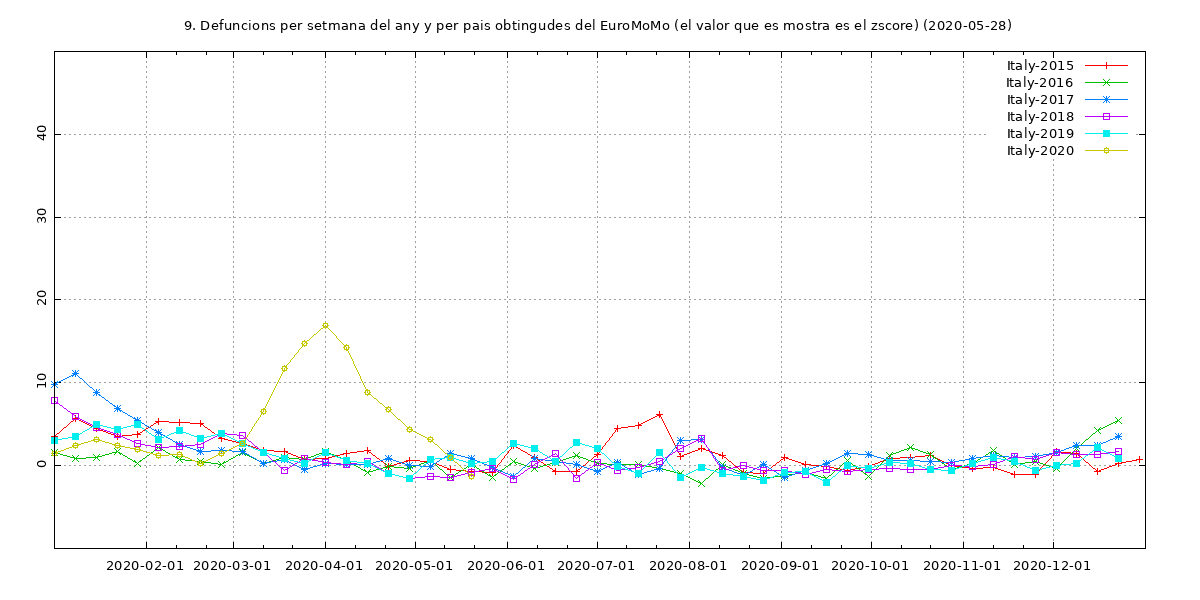 9. Defuncions per setmana del any y per pais obtingudes del EuroMoMo (el valor que es mostra es el zscore) (2020-05-28)
Italy-2015
Italy-2016
Italy-2017
Italy-2018
Italy-2019
Italy-2020
40
30
20
10
0
2020-02-01 2020-03-01 2020-04-01 2020-05-01 2020-06-01 2020-07-01 2020-08-01 2020-09-01 2020-10-01 2020-11-01 2020-12-01